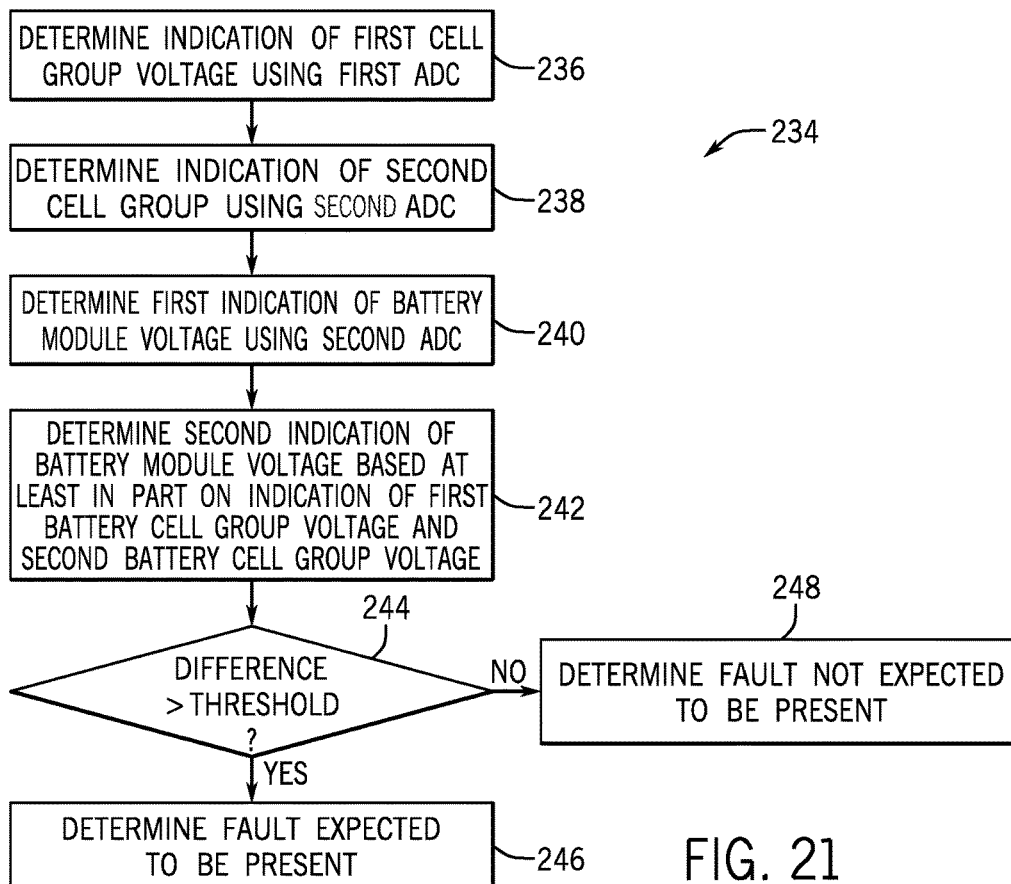 DETERMINE INDICATION OF FIRST CELL
GROUP VOLTAGE USING FIRST ADC
236
234
DETERMINE INDICATION OF SECOND
CELL GROUP USING SECOND ADC
238
DETERMINE FIRST INDICATION OF BATTERY
MODULE VOLTAGE USING SECOND ADC
240
DETERMINE SECOND INDICATION OF
BATTERY MODULE VOLTAGE BASED AT
LEAST IN PART ON INDICATION OF FIRST
BATTERY CELL GROUP VOLTAGE AND
SECOND BATTERY CELL GROUP VOLTAGE
242
244
DIFFERENCE
> THRESHOLD
?
NO
248
DETERMINE FAULT NOT EXPECTED
TO BE PRESENT
YES
DETERMINE FAULT EXPECTED
TO BE PRESENT
246
FIG. 21